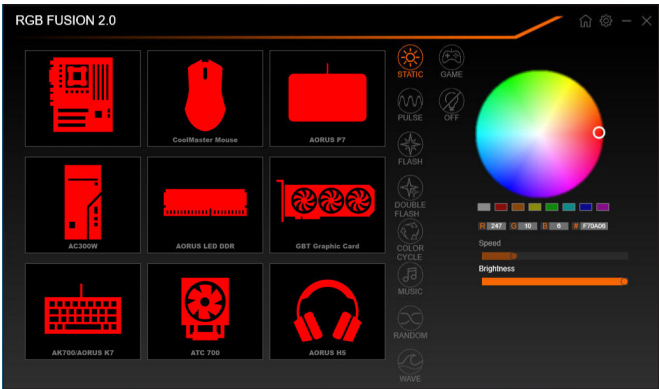 RGB FUSION 2.0
STATIC
GAME
CoolMaster Mouse
AORUS P7
PULSE
OFF
FLASH
AC300W
AORUS LED DDR
GBT Graphic Card
DOUBLE
FLASH
R 247 G 10 B 6 # F70A06
COLOR
CYCLE
Speed
Brightness
MUSIC
AK700/AORUS K7
ATC 700
AORUS H5
RANDOM
WAVE